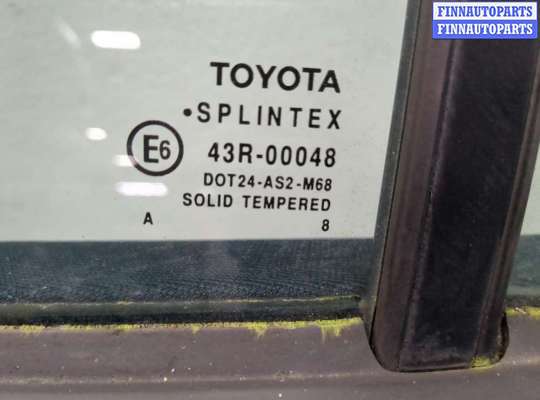 FINNAUTOPARTS
FINNAUTOPARTS
TOYOTA
•SPLINTEX
E6 43R-00048
DOT24-AS2-M68
SOLID TEMPERED
A 8